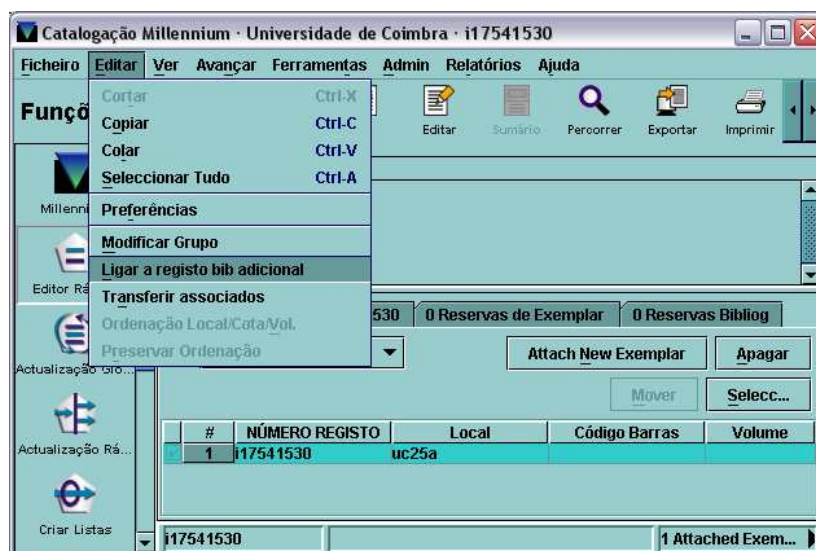 Catalogação Millennium · Universidade de Coimbra · i17541530
Ficheiro Editar Ver Avançar Ferramentas Admin Relatórios Ajuda
Funçõ
Editar Sumário Percorrer Exportar Imprimir
Cortar Ctrl-X
Copiar Ctrl-C
Colar Ctrl-V
Seleccionar Tudo Ctrl-A
Preferências
Modificar Grupo
Ligar a registo bib adicional
Transferir associados
Ordenação Local/Cota/Vol.
Preservar Ordenação
Millenni
Editor Rá
Actualização Glo...
Actualização Rá...
Criar Listas
530 0 Reservas de Exemplar 0 Reservas Bibliog
Attach New Exemplar Apagar
Mover Selecc...
# NÚMERO REGISTO Local Código Barras Volume
1 i17541530 uc25a
i17541530 1 Attached Exem...